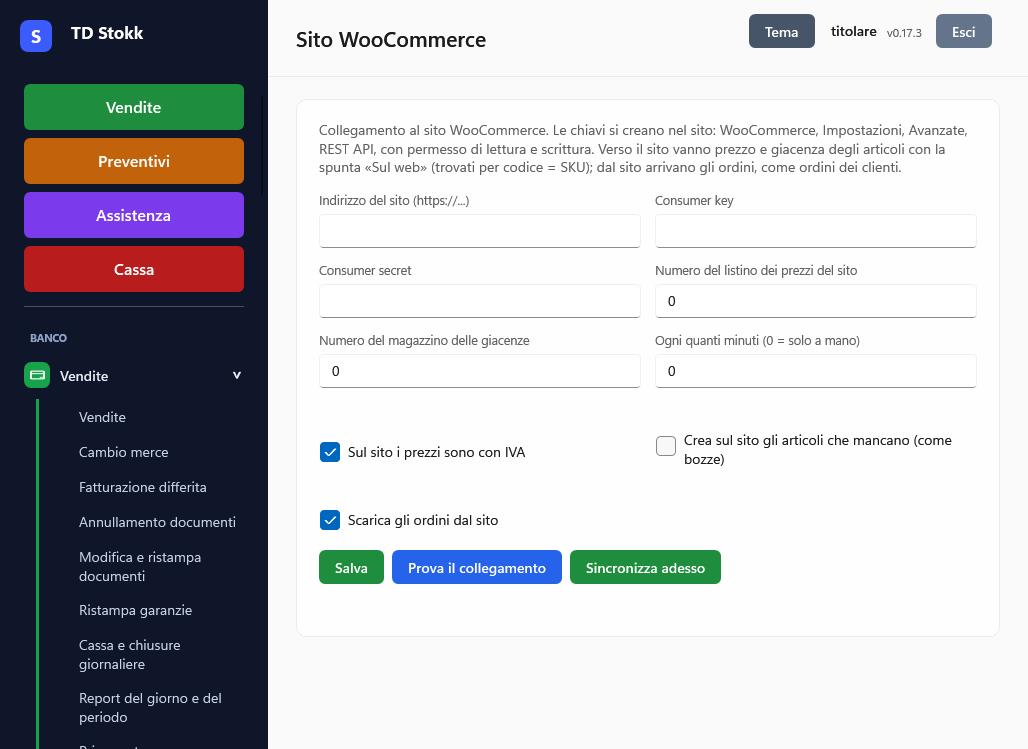 S
TD Stokk
Vendite
Preventivi
Assistenza
Cassa
BANCO
Vendite
Vendite
Cambio merce
Fatturazione differita
Annullamento documenti
Modifica e ristampa
documenti
Ristampa garanzie
Cassa e chiusure
giornaliere
Report del giorno e del
periodo
Sito WooCommerce
Tema
titolare
v0.17.3
Esci
Collegamento al sito WooCommerce. Le chiavi si creano nel sito: WooCommerce, Impostazioni, Avanzate,
REST API, con permesso di lettura e scrittura. Verso il sito vanno prezzo e giacenza degli articoli con la
spunta «Sul web» (trovati per codice = SKU); dal sito arrivano gli ordini, come ordini dei clienti.
Indirizzo del sito (https://...)
Consumer key
Consumer secret
Numero del listino dei prezzi del sito
0
Numero del magazzino delle giacenze
Ogni quanti minuti (0 = solo a mano)
0
0
Sul sito i prezzi sono con IVA
Crea sul sito gli articoli che mancano (come
bozze)
Scarica gli ordini dal sito
Salva
Prova il collegamento
Sincronizza adesso